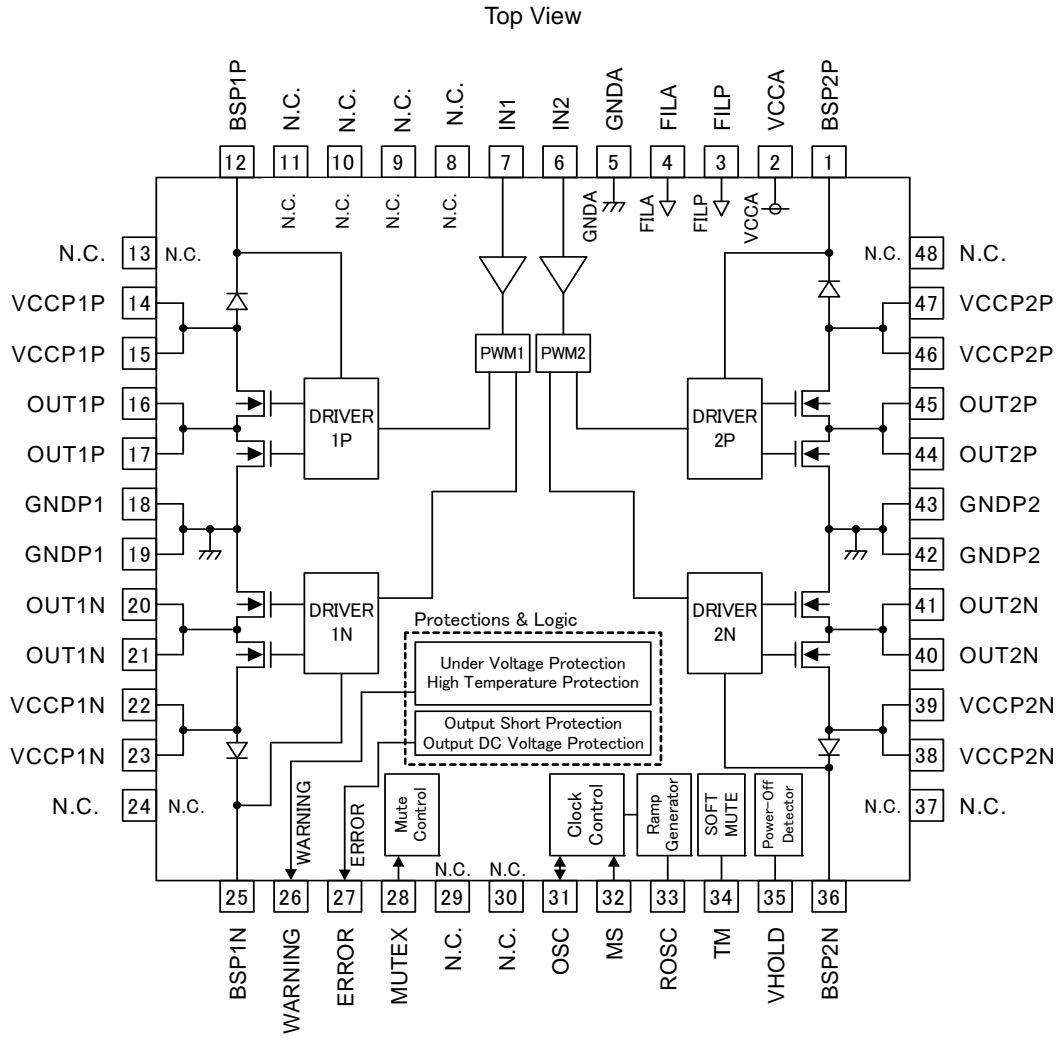 Top View
BSP1P
N.C.
N.C.
N.C.
N.C.
IN1
IN2
GNDA
FILA
FILP
VCCA
BSP2P
12
11
10
9
8
7
6
5
4
3
2
1
N.C.
N.C.
N.C.
N.C.
GNDA
FILA
FILP
VCCA
N.C. 13 N.C.
VCCP1P 14
VCCP1P 15
OUT1P 16
OUT1P 17
GNDP1 18
GNDP1 19
OUT1N 20
OUT1N 21
VCCP1N 22
VCCP1N 23
N.C. 24 N.C.
PWM1
PWM2
DRIVER
1P
DRIVER
2P
DRIVER
1N
DRIVER
2N
Protections & Logic
Under Voltage Protection
High Temperature Protection
Output Short Protection
Output DC Voltage Protection
N.C. 48 N.C.
47 VCCP2P
46 VCCP2P
45 OUT2P
44 OUT2P
43 GNDP2
42 GNDP2
41 OUT2N
40 OUT2N
39 VCCP2N
38 VCCP2N
N.C. 37 N.C.
WARNING
ERROR
Mute
Control
N.C.
N.C.
Clock
Control
Ramp
Generator
SOFT
MUTE
Power-Off
Detector
25
26
27
28
29
30
31
32
33
34
35
36
BSP1N
WARNING
ERROR
MUTEX
N.C.
N.C.
OSC
MS
ROSC
TM
VHOLD
BSP2N